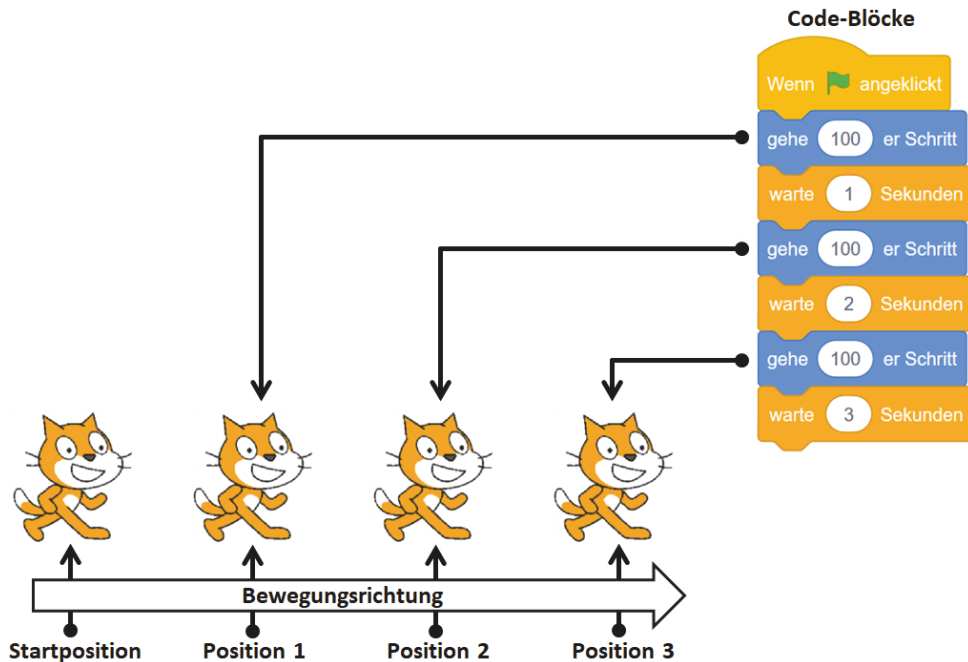 Code-Blöcke
Wenn angeklickt
gehe 100 er Schritt
warte 1 Sekunden
gehe 100 er Schritt
warte 2 Sekunden
gehe 100 er Schritt
warte 3 Sekunden
Bewegungsrichtung
Startposition Position 1 Position 2 Position 3